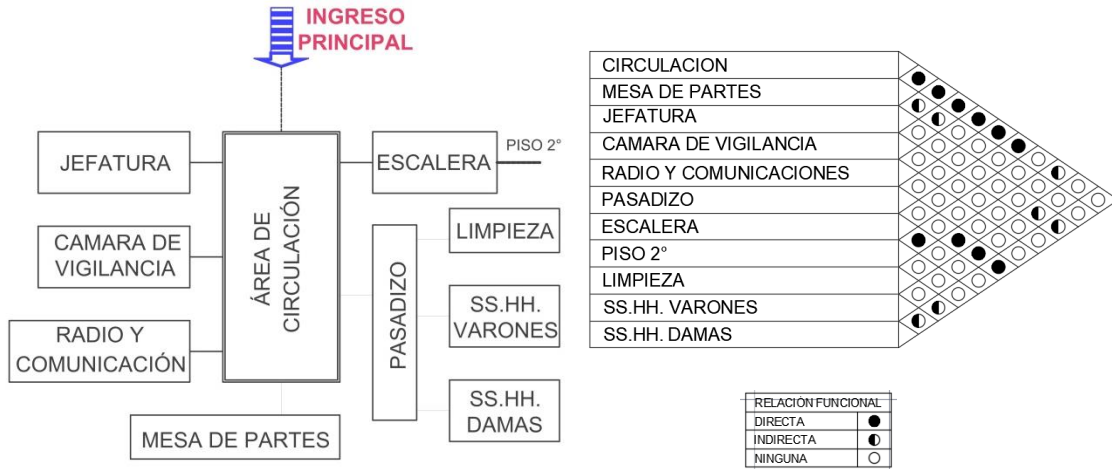 INGRESO
PRINCIPAL
JEFATURA
CAMARA DE
VIGILANCIA
RADIO Y
COMUNICACIÓN
ÁREA DE
CIRCULACIÓN
MESA DE PARTES
ESCALERA
PISO 2°
PASADIZO
LIMPIEZA
SS.HH.
VARONES
SS.HH.
DAMAS
CIRCULACION
MESA DE PARTES
JEFATURA
CAMARA DE VIGILANCIA
RADIO Y COMUNICACIONES
PASADIZO
ESCALERA
PISO 2°
LIMPIEZA
SS.HH. VARONES
SS.HH. DAMAS
RELACIÓN FUNCIONAL
DIRECTA
INDIRECTA
NINGUNA